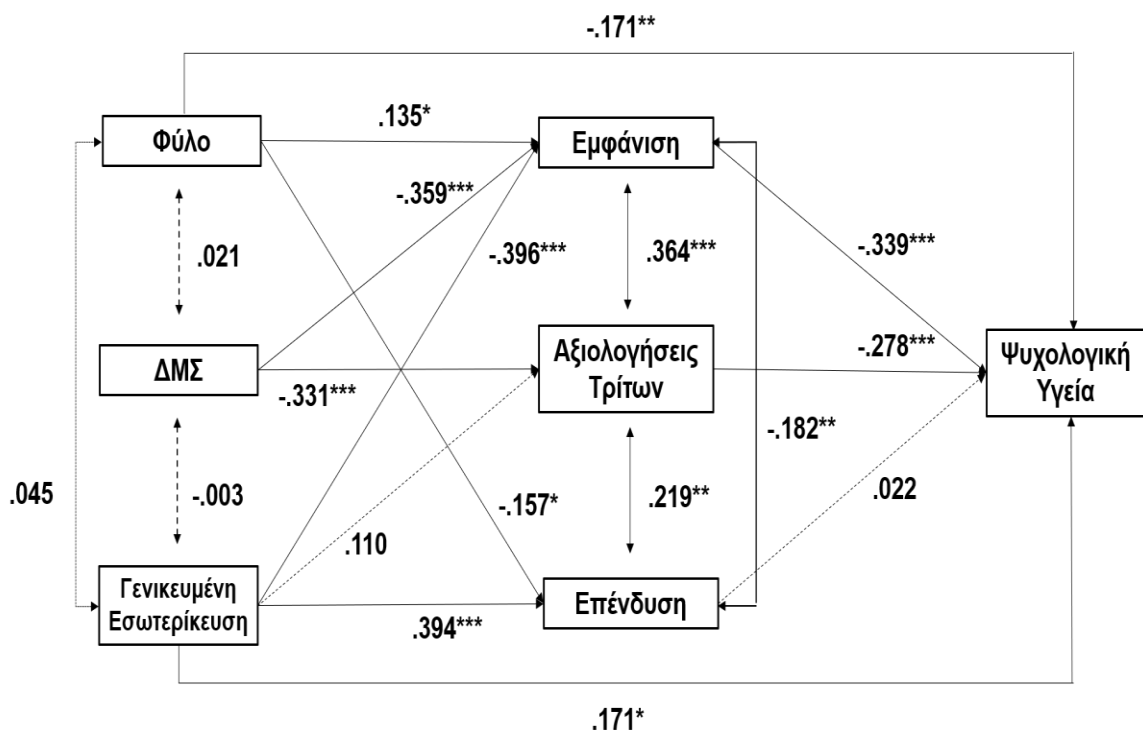 -.171**
Φύλο
.135*
Εμφάνιση
-.359***
-.396***
-.339***
.021
.364***
ΔΜΣ
-.331***
Αξιολογήσεις
Τρίτων
-.278***
Ψυχολογική
Υγεία
-.182**
.045
-.003
-.157*
.219**
.022
.110
Γενικευμένη
Εσωτερίκευση
.394***
Επένδυση
.171*